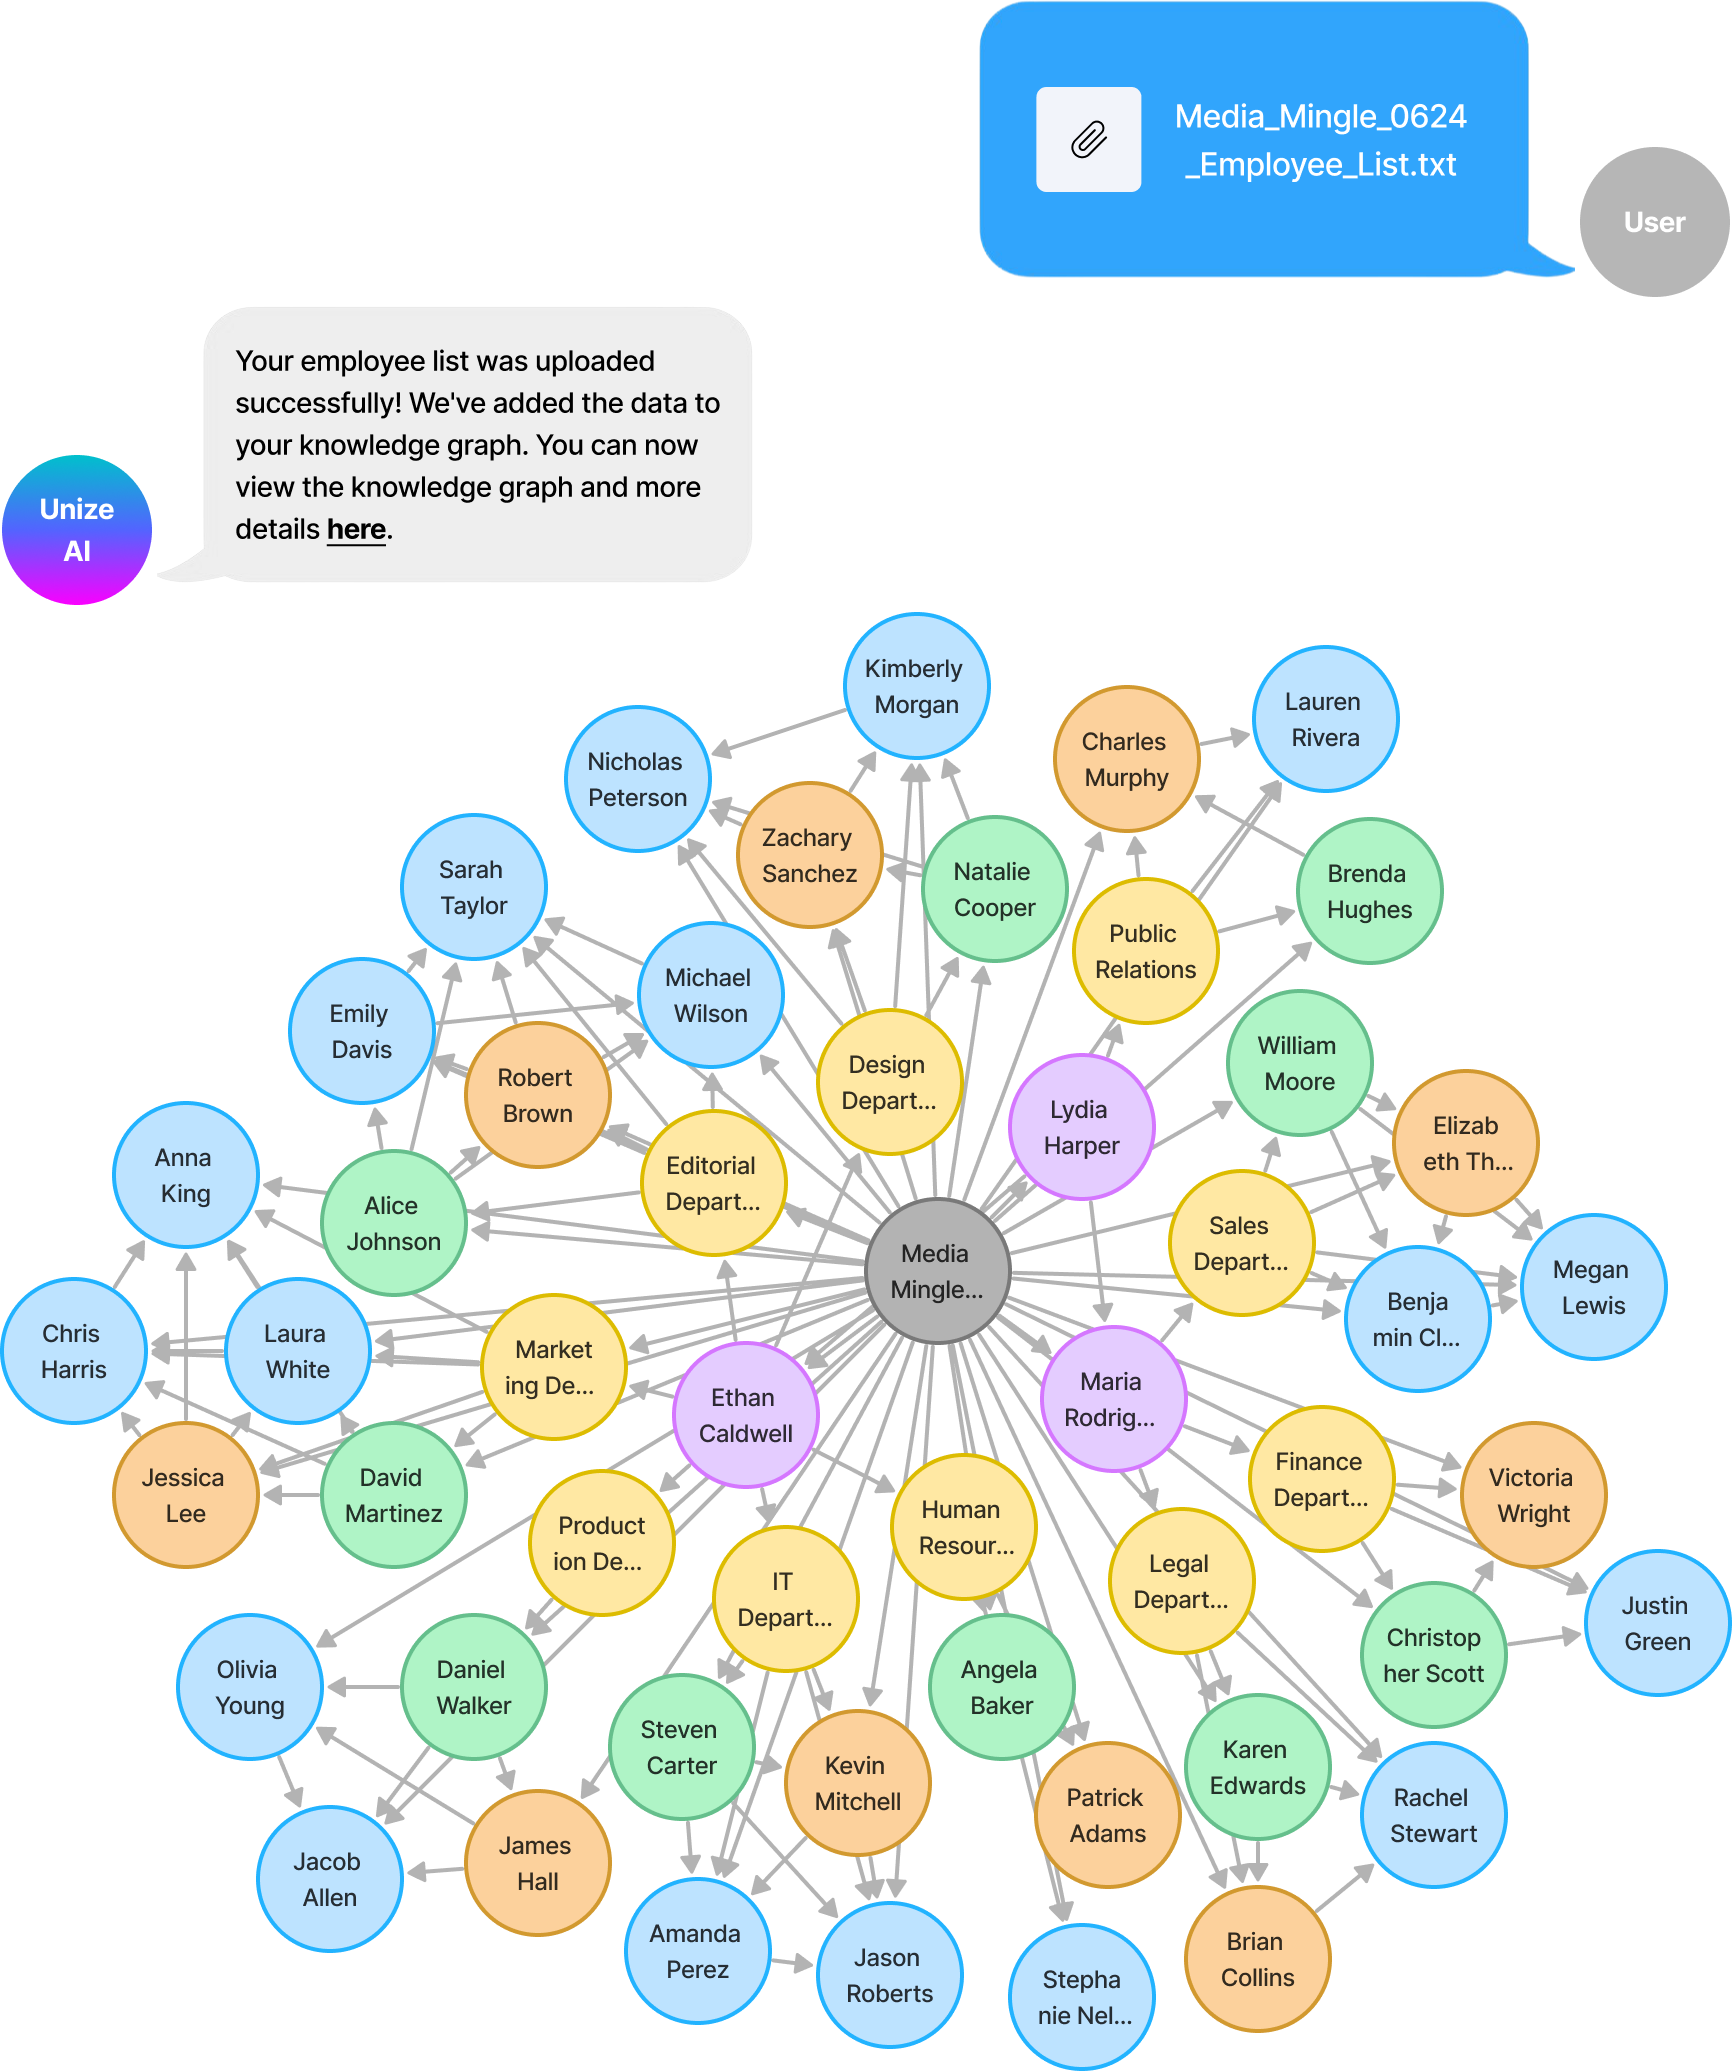 Media_Mingle_0624
_Employee_List.txt
User
Your employee list was uploaded
successfully! We've added the data to
your knowledge graph. You can now
view the knowledge graph and more
details here.
Unize
AI
Kimberly
Morgan
Lauren
Rivera
Charles
Murphy
Nicholas
Peterson
Zachary
Sanchez
Natalie
Cooper
Brenda
Hughes
Sarah
Taylor
Public
Relations
Michael
Wilson
Emily
Davis
William
Moore
Design
Depart...
Robert
Brown
Lydia
Harper
Elizab
eth Th...
Anna
King
Editorial
Depart...
Alice
Johnson
Sales
Depart...
Media
Mingle...
Megan
Lewis
Benja
min Cl...
Chris
Harris
Laura
White
Market
ing De...
Ethan
Caldwell
Maria
Rodrig...
Jessica
Lee
David
Martinez
Finance
Depart...
Victoria
Wright
Product
ion De...
Human
Resour...
IT
Depart...
Legal
Depart...
Justin
Green
Christop
her Scott
Olivia
Young
Daniel
Walker
Angela
Baker
Steven
Carter
Kevin
Mitchell
Karen
Edwards
Patrick
Adams
Rachel
Stewart
James
Hall
Jacob
Allen
Amanda
Perez
Jason
Roberts
Stepha
nie Nel...
Brian
Collins